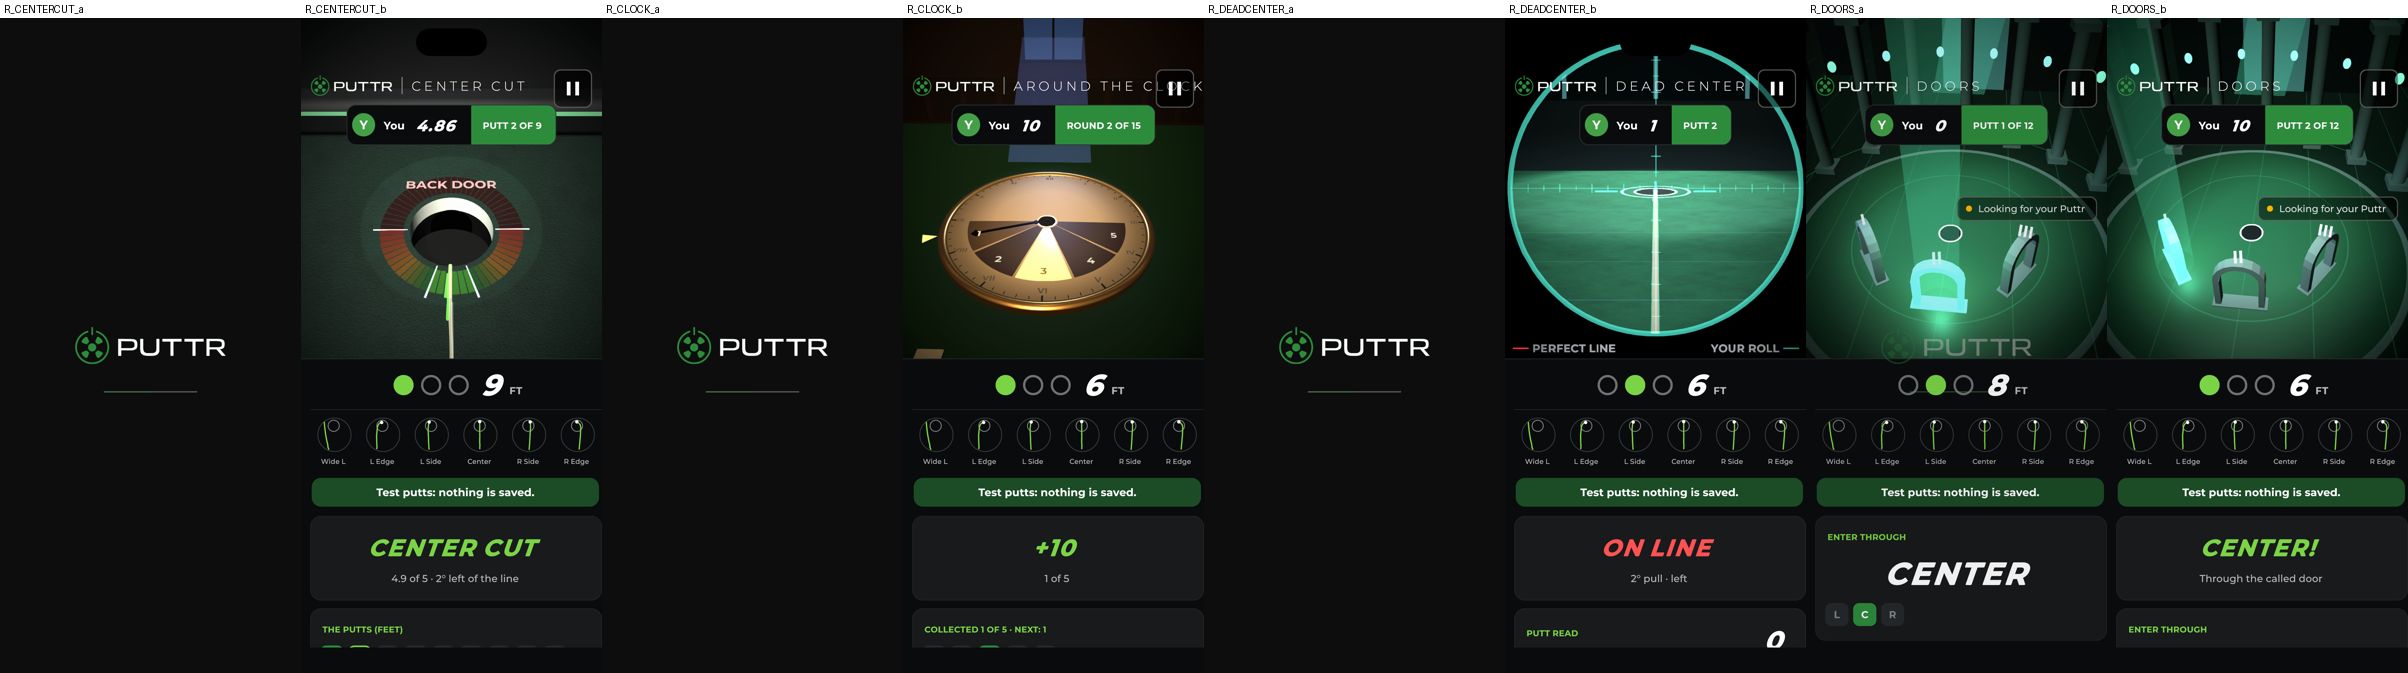 R_CENTERCUT_a
PUTTR
R_CENTERCUT_b
PUTTR | CENTER CUT
Y You 4.86 PUTT 2 OF 9
BACK DOOR
9 FT
Wide L L Edge L Side Center R Side R Edge
Test putts: nothing is saved.
CENTER CUT
4.9 of 5 · 2° left of the line
THE PUTTS (FEET)
R_CLOCK_a
PUTTR
R_CLOCK_b
PUTTR | AROUND THE CLOCK
Y You 10 ROUND 2 OF 15
1 2 3 4 5
6 FT
Wide L L Edge L Side Center R Side R Edge
Test putts: nothing is saved.
+10
1 of 5
COLLECTED 1 OF 5 · NEXT: 1
R_DEADCENTER_a
PUTTR
R_DEADCENTER_b
PUTTR | DEAD CENTER
Y You 1 PUTT 2
PERFECT LINE YOUR ROLL
6 FT
Wide L L Edge L Side Center R Side R Edge
Test putts: nothing is saved.
ON LINE
2° pull · left
PUTT READ 0
R_DOORS_a
PUTTR | DOORS
Y You 0 PUTT 1 OF 12
Looking for your Puttr
PUTTR
8 FT
Wide L L Edge L Side Center R Side R Edge
Test putts: nothing is saved.
ENTER THROUGH
CENTER
L C R
R_DOORS_b
PUTTR | DOORS
Y You 10 PUTT 2 OF 12
Looking for your Puttr
6 FT
Wide L L Edge L Side Center R Side R Edge
Test putts: nothing is saved.
CENTER!
Through the called door
ENTER THROUGH